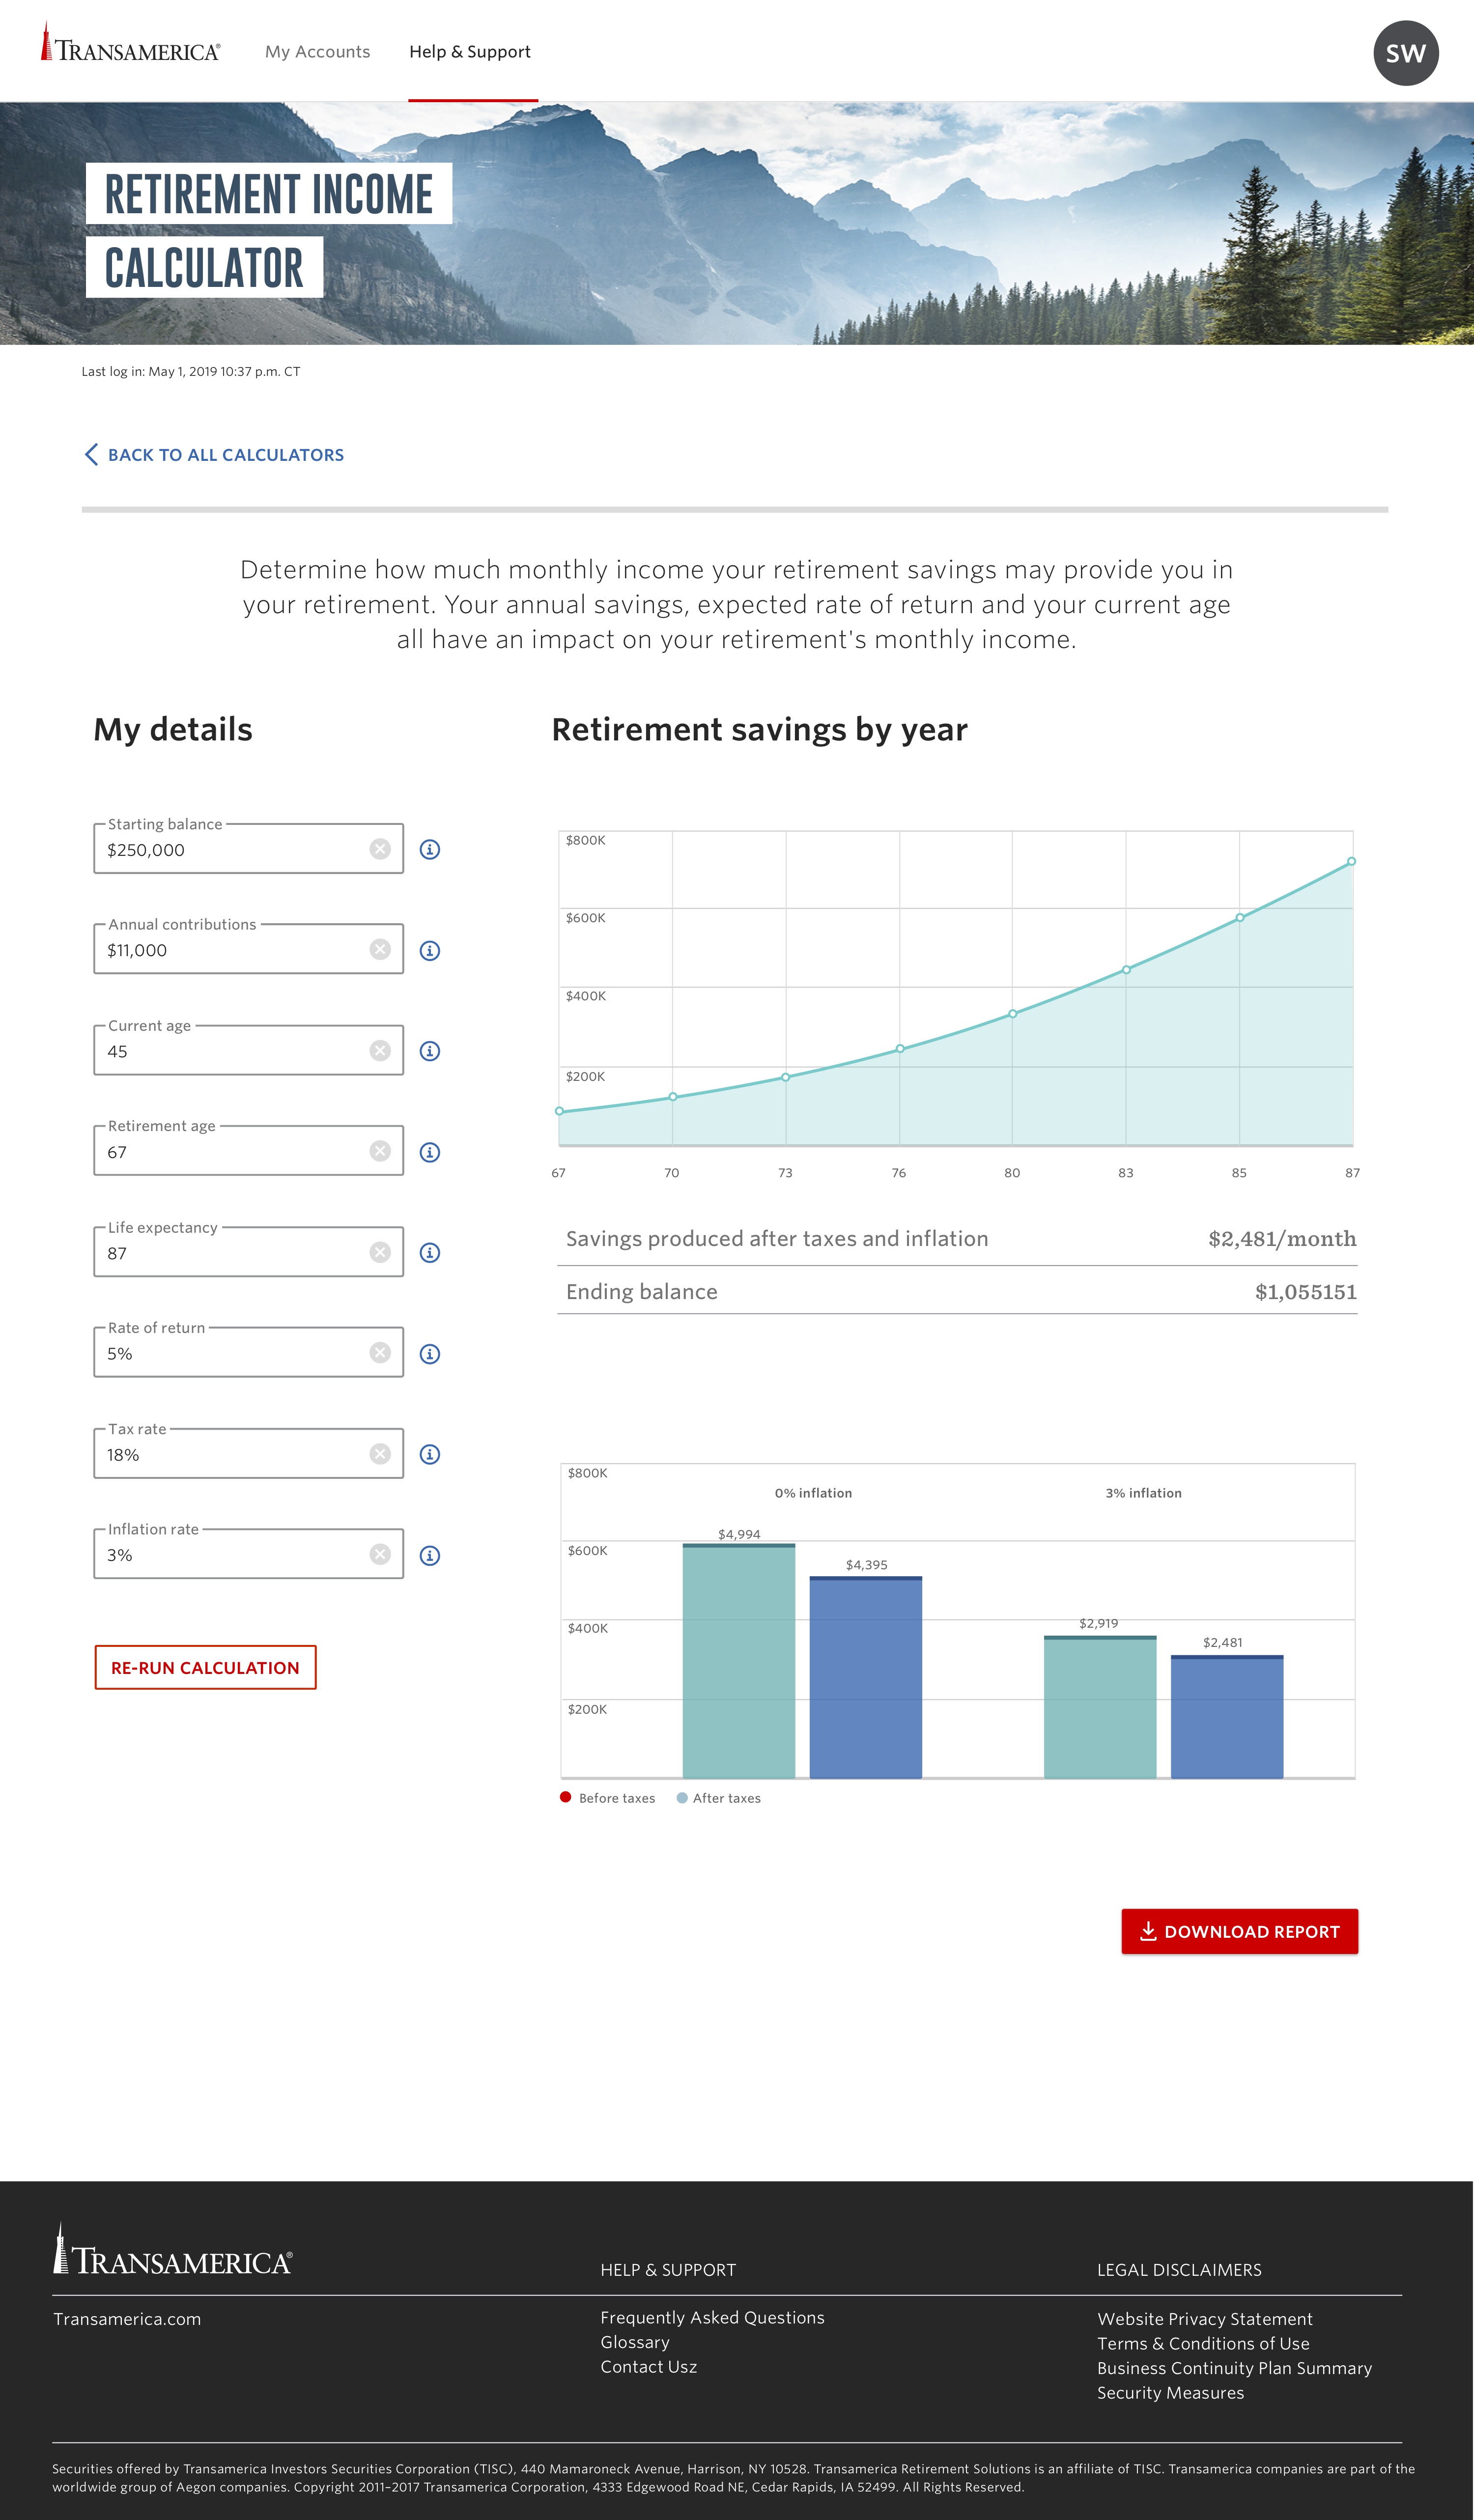 TRANSAMERICA®
My Accounts
Help & Support
SW
RETIREMENT INCOME
CALCULATOR
Last log in: May 1, 2019 10:37 p.m. CT
BACK TO ALL CALCULATORS
Determine how much monthly income your retirement savings may provide you in
your retirement. Your annual savings, expected rate of return and your current age
all have an impact on your retirement's monthly income.
My details
Starting balance
$250,000
Annual contributions
$11,000
Current age
45
Retirement age
67
Life expectancy
87
Rate of return
5%
Tax rate
18%
Inflation rate
3%
RE-RUN CALCULATION
Retirement savings by year
$800K
$600K
$400K
$200K
67 70 73 76 80 83 85 87
Savings produced after taxes and inflation $2,481/month
Ending balance $1,055151
$800K
0% inflation 3% inflation
$4,994
$600K
$4,395
$400K
$2,919
$2,481
$200K
Before taxes After taxes
DOWNLOAD REPORT
TRANSAMERICA®
Transamerica.com
HELP & SUPPORT
Frequently Asked Questions
Glossary
Contact Usz
LEGAL DISCLAIMERS
Website Privacy Statement
Terms & Conditions of Use
Business Continuity Plan Summary
Security Measures
Securities offered by Transamerica Investors Securities Corporation (TISC), 440 Mamaroneck Avenue, Harrison, NY 10528. Transamerica Retirement Solutions is an affiliate of TISC. Transamerica companies are part of the
worldwide group of Aegon companies. Copyright 2011–2017 Transamerica Corporation, 4333 Edgewood Road NE, Cedar Rapids, IA 52499. All Rights Reserved.